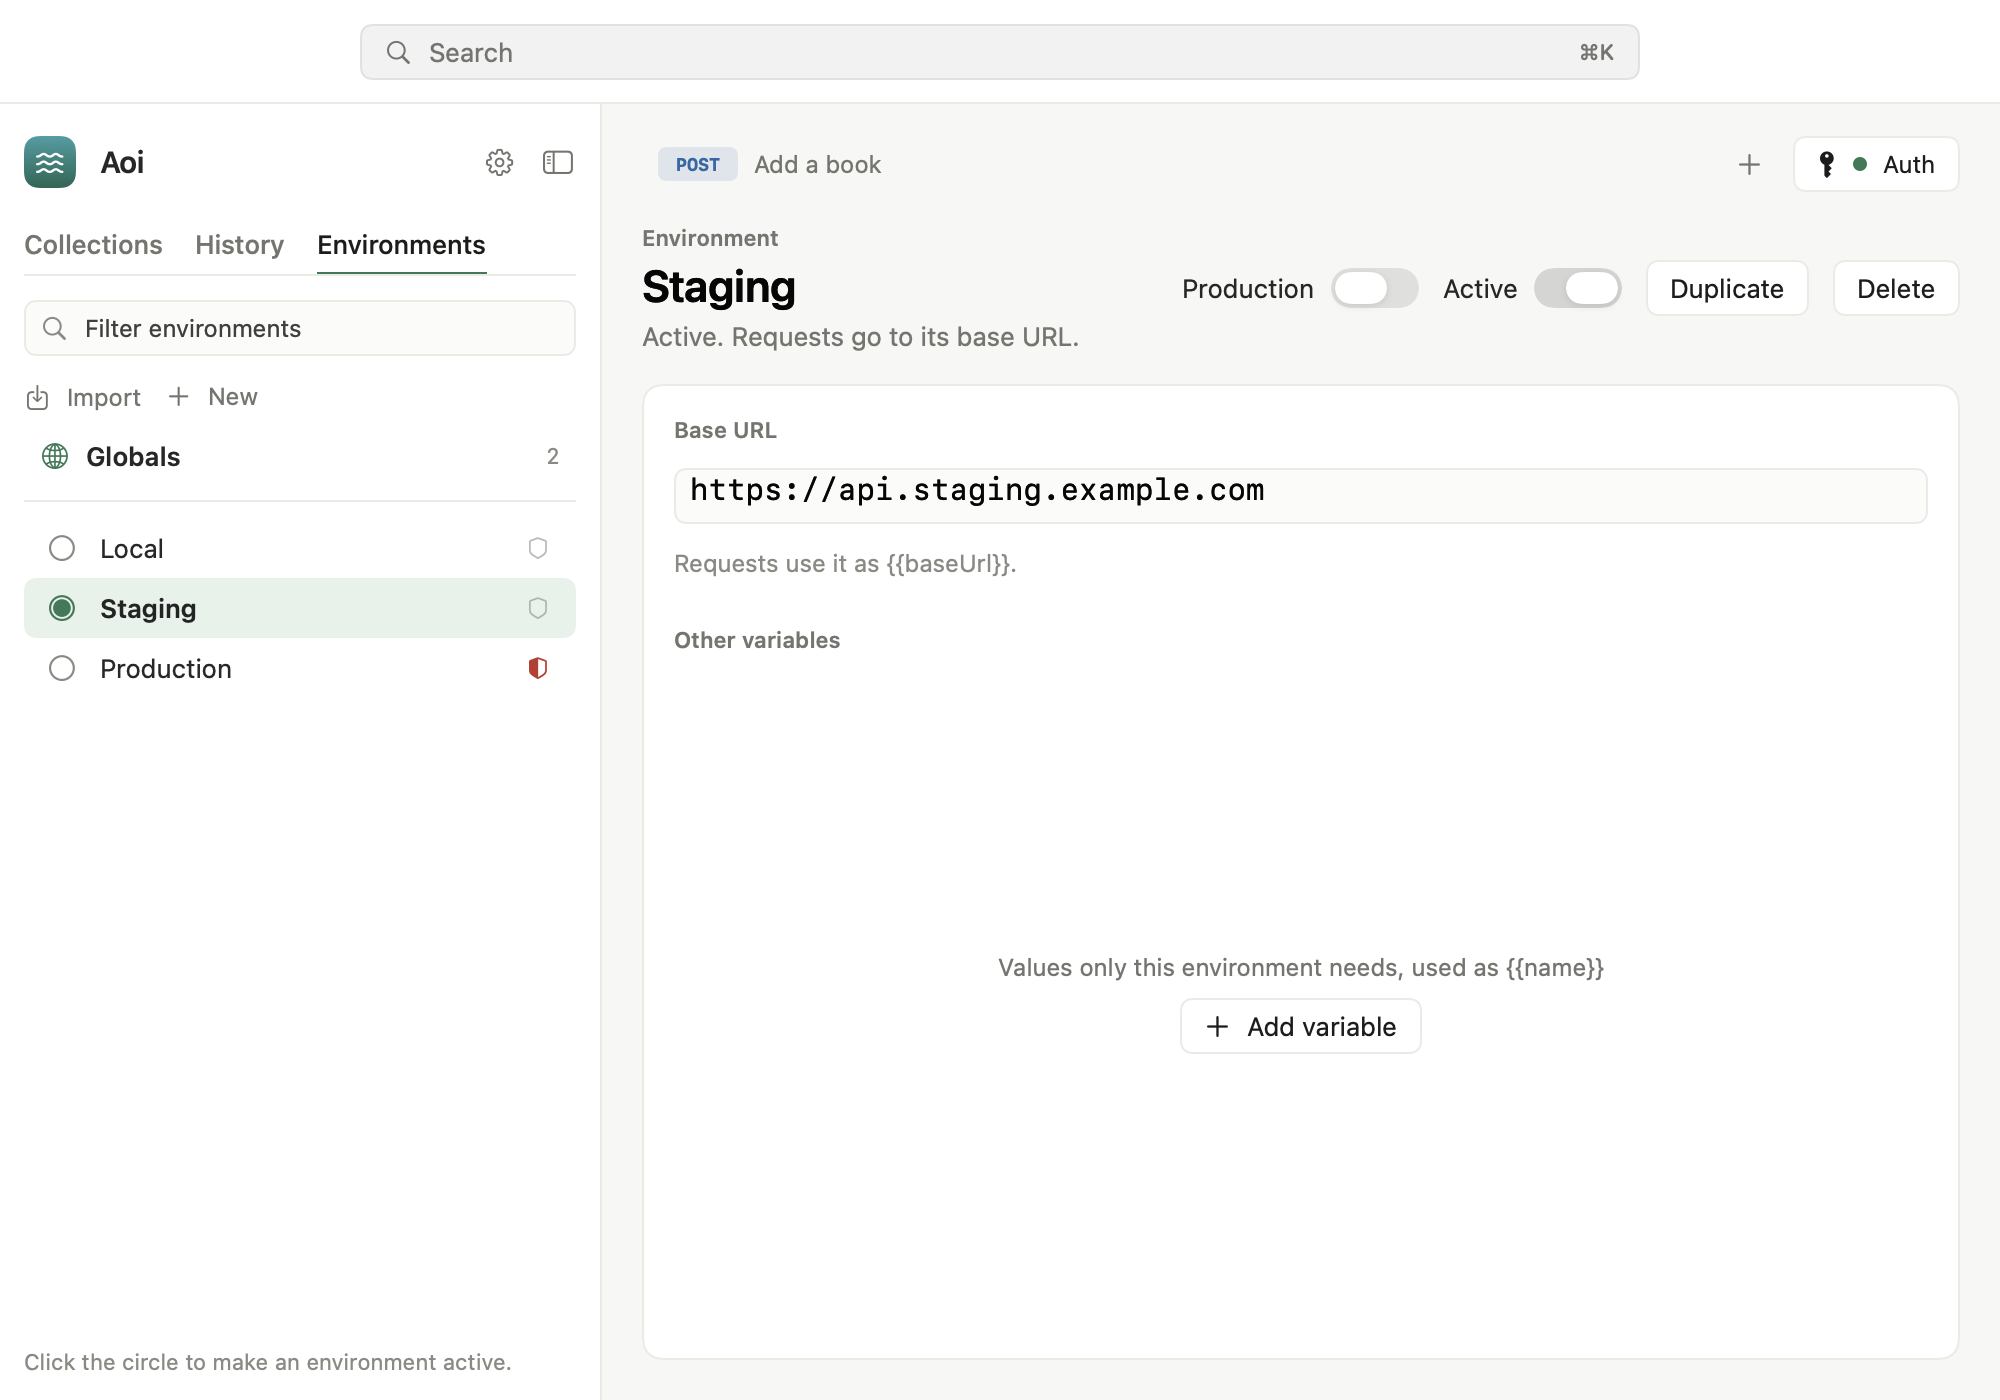 Search ⌘K
Aoi
Collections History Environments
Filter environments
Import New
Globals 2
Local
Staging
Production
Click the circle to make an environment active.
POST Add a book
Auth
Environment
Staging
Production Active Duplicate Delete
Active. Requests go to its base URL.
Base URL
https://api.staging.example.com
Requests use it as {{baseUrl}}.
Other variables
Values only this environment needs, used as {{name}}
Add variable